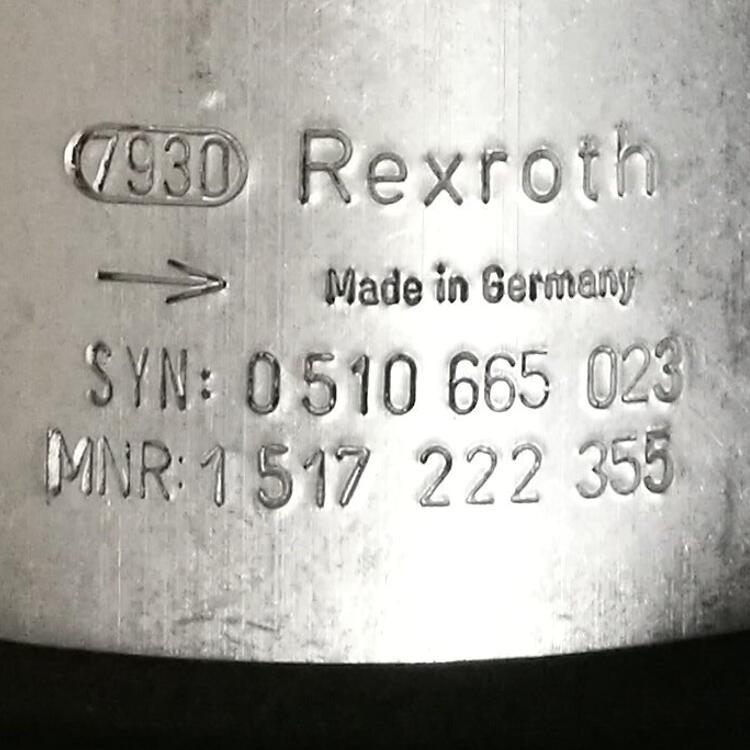 7930 Rexroth
→ Made in Germany
SYN: 0 510 665 023
MNR: 1 517 222 355